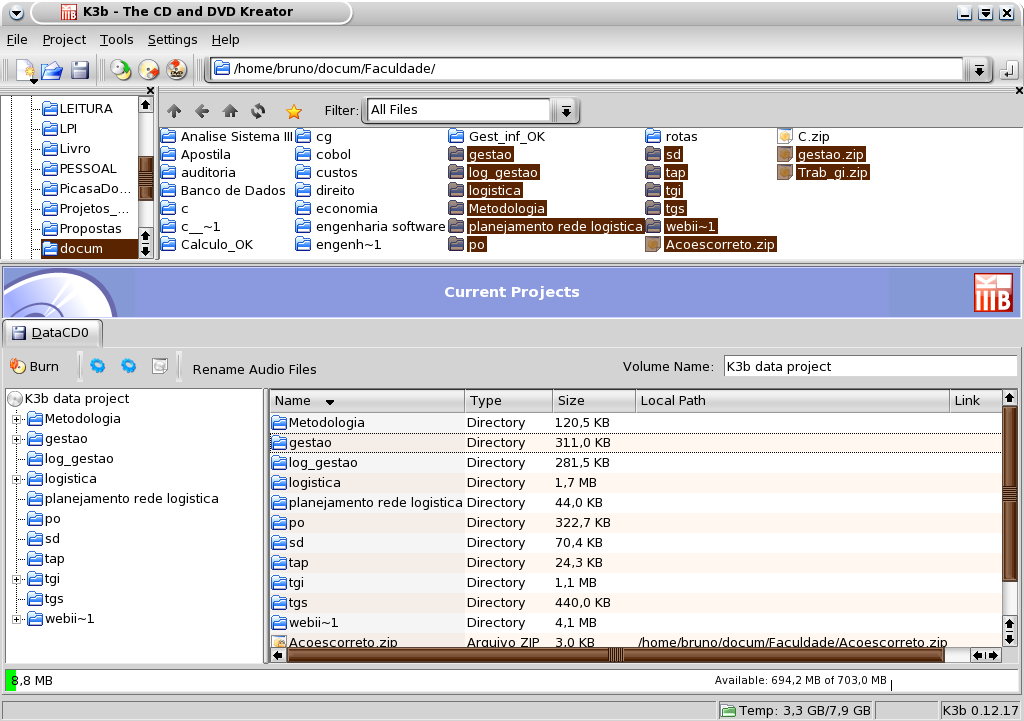 K3b - The CD and DVD Kreator
File Project Tools Settings Help
/home/bruno/docum/Faculdade/
Filter: All Files
LEITURA
LPI
Livro
PESSOAL
PicasaDo...
Projetos_...
Propostas
docum
Analise Sistema III cg Gest_inf_OK rotas C.zip
Apostila cobol gestao sd gestao.zip
auditoria custos log_gestao tap Trab_gi.zip
Banco de Dados direito logistica tgi
c economia Metodologia tgs
c__~1 engenharia software planejamento rede logistica webii~1
Calculo_OK engenh~1 po Acoescorreto.zip
Current Projects
K3B
DataCD0
Burn Rename Audio Files Volume Name: K3b data project
K3b data project
Metodologia
gestao
log_gestao
logistica
planejamento rede logistica
po
sd
tap
tgi
tgs
webii~1
Name Type Size Local Path Link
Metodologia Directory 120,5 KB
gestao Directory 311,0 KB
log_gestao Directory 281,5 KB
logistica Directory 1,7 MB
planejamento rede logistica Directory 44,0 KB
po Directory 322,7 KB
sd Directory 70,4 KB
tap Directory 24,3 KB
tgi Directory 1,1 MB
tgs Directory 440,0 KB
webii~1 Directory 4,1 MB
Acoescorreto.zip Arquivo ZIP 3,0 KB /home/bruno/docum/Faculdade/Acoescorreto.zip
8,8 MB Available: 694,2 MB of 703,0 MB
Temp: 3,3 GB/7,9 GB K3b 0.12.17